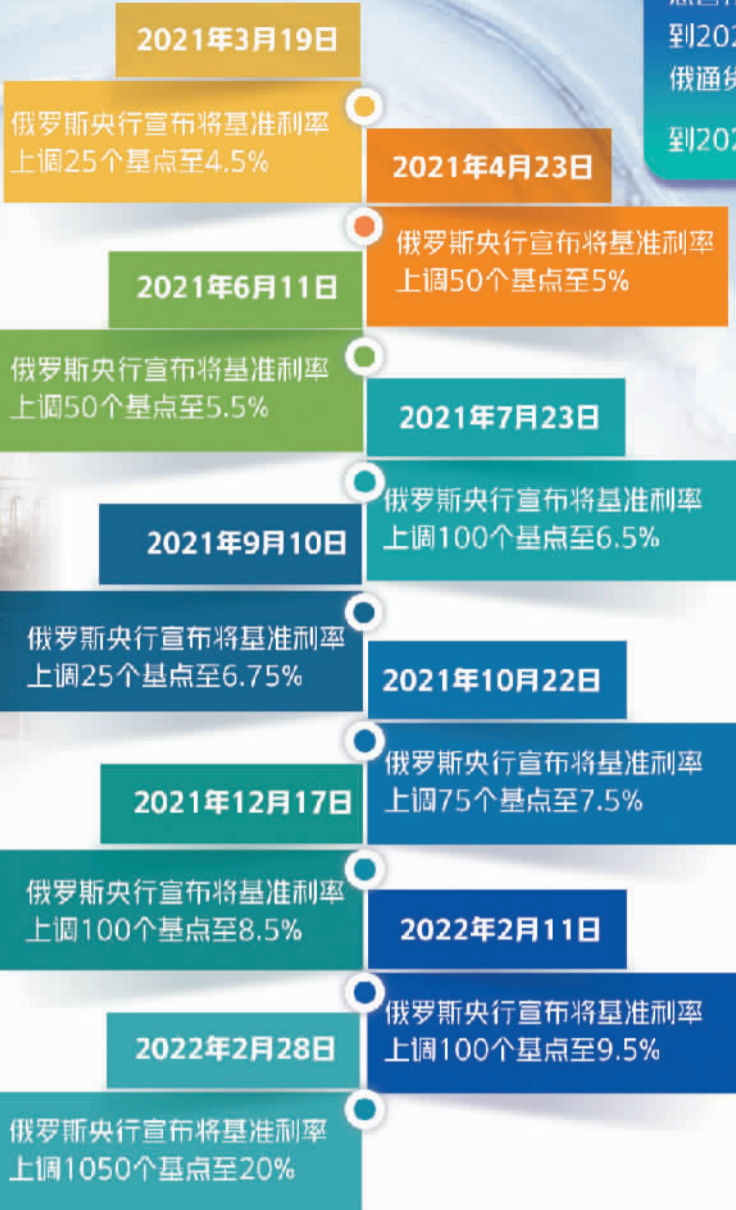 到202
俄通货
到202
2021年3月19日
俄罗斯央行宣布将基准利率
上调25个基点至4.5%
2021年4月23日
俄罗斯央行宣布将基准利率
上调50个基点至5%
2021年6月11日
俄罗斯央行宣布将基准利率
上调50个基点至5.5%
2021年7月23日
俄罗斯央行宣布将基准利率
上调100个基点至6.5%
2021年9月10日
俄罗斯央行宣布将基准利率
上调25个基点至6.75%
2021年10月22日
俄罗斯央行宣布将基准利率
上调75个基点至7.5%
2021年12月17日
俄罗斯央行宣布将基准利率
上调100个基点至8.5%
2022年2月11日
俄罗斯央行宣布将基准利率
上调100个基点至9.5%
2022年2月28日
俄罗斯央行宣布将基准利率
上调1050个基点至20%